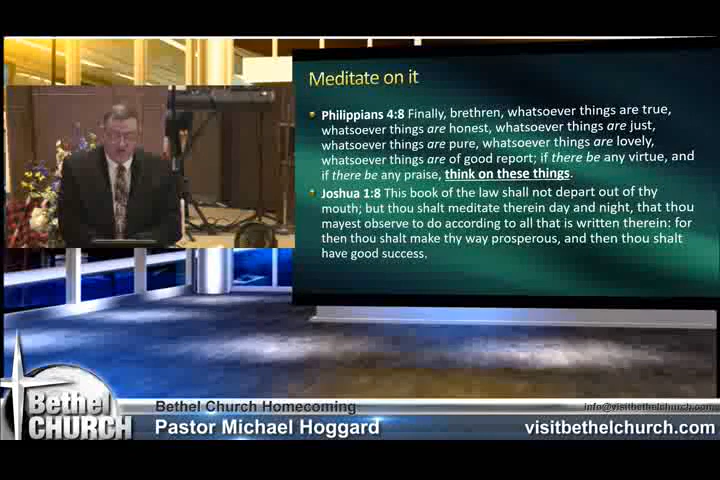 Meditate on it
Philippians 4:8 Finally, brethren, whatsoever things are true,
whatsoever things are honest, whatsoever things are just,
whatsoever things are pure, whatsoever things are lovely,
whatsoever things are of good report; if there be any virtue, and
if there be any praise, think on these things.
Joshua 1:8 This book of the law shall not depart out of thy
mouth; but thou shalt meditate therein day and night, that thou
mayest observe to do according to all that is written therein: for
then thou shalt make thy way prosperous, and then thou shalt
have good success.
Bethel
CHURCH
Bethel Church Homecoming
info@visitbethelchurch.com
Pastor Michael Hoggard
visitbethelchurch.com